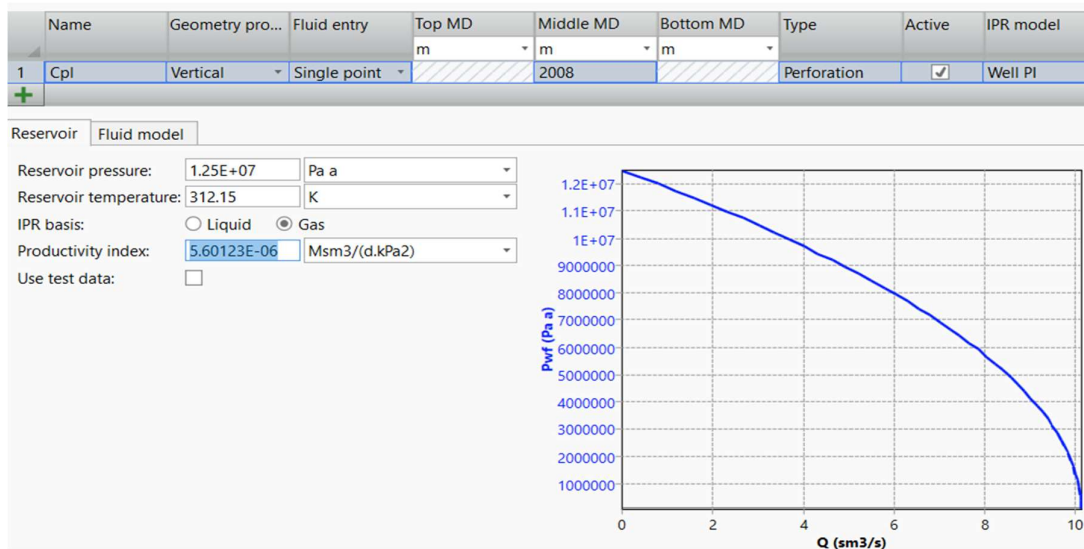 Name Geometry pro... Fluid entry Top MD Middle MD Bottom MD Type Active IPR model
m m m
1 Cpl Vertical Single point 2008 Perforation Well PI
Reservoir Fluid model
Reservoir pressure: 1.25E+07 Pa a
Reservoir temperature: 312.15 K
IPR basis: Liquid Gas
Productivity index: 5.60123E-06 Msm3/(d.kPa2)
Use test data:
1.2E+07
1.1E+07
1E+07
9000000
8000000
7000000
6000000
5000000
4000000
3000000
2000000
1000000
Pwf (Pa a)
0 2 4 6 8 10
Q (sm3/s)